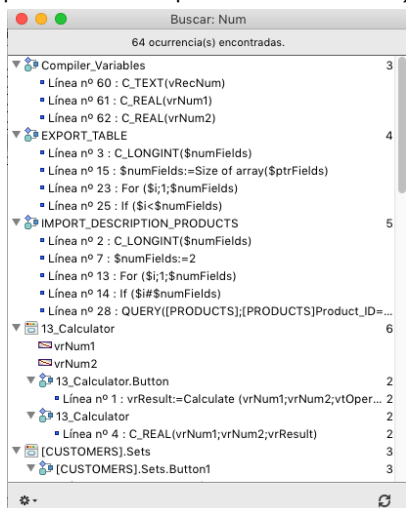 Buscar: Num
64 ocurrencia(s) encontradas.
Compiler_Variables 3
Línea nº 60 : C_TEXT(vRecNum)
Línea nº 61 : C_REAL(vrNum1)
Línea nº 62 : C_REAL(vrNum2)
EXPORT_TABLE 4
Línea nº 3 : C_LONGINT($numFields)
Línea nº 15 : $numFields:=Size of array($ptrFields)
Línea nº 23 : For ($i;1;$numFields)
Línea nº 25 : If ($i<$numFields)
IMPORT_DESCRIPTION_PRODUCTS 5
Línea nº 2 : C_LONGINT($numFields)
Línea nº 7 : $numFields:=2
Línea nº 13 : For ($i;1;$numFields)
Línea nº 14 : If ($i#$numFields)
Línea nº 28 : QUERY([PRODUCTS];[PRODUCTS]Product_ID=...
13_Calculator 6
vrNum1
vrNum2
13_Calculator.Button 2
Línea nº 1 : vrResult:=Calculate (vrNum1;vrNum2;vtOper... 2
13_Calculator 2
Línea nº 4 : C_REAL(vrNum1;vrNum2;vrResult) 2
[CUSTOMERS].Sets 3
[CUSTOMERS].Sets.Button1 3